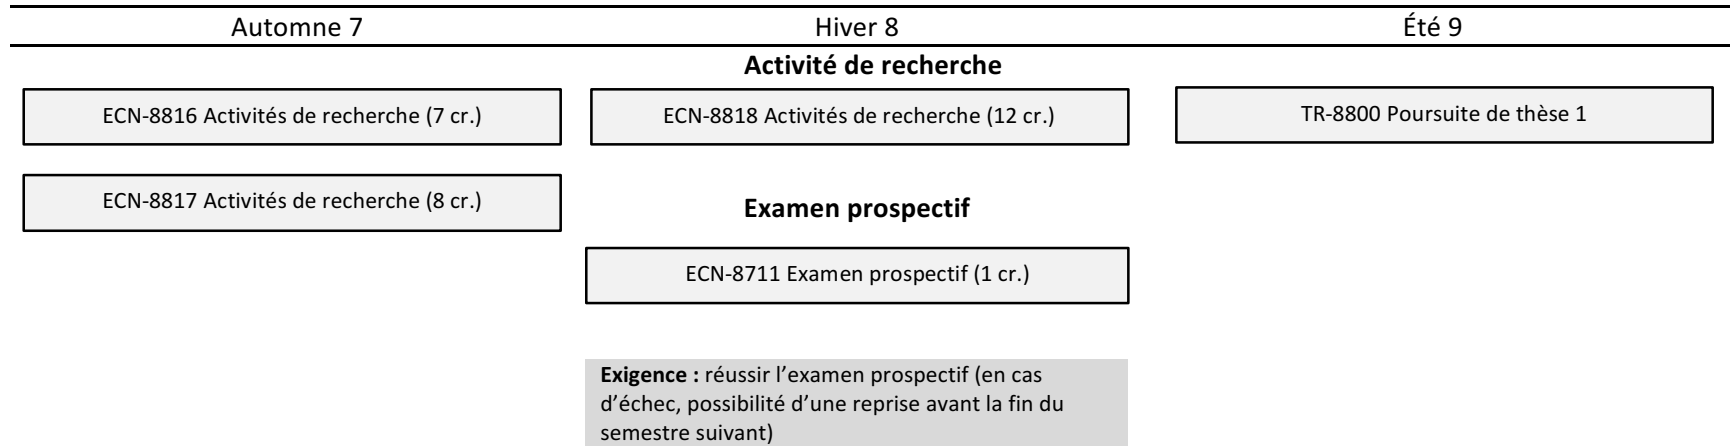 Automne 7 Hiver 8 Été 9
Activité de recherche
ECN-8816 Activités de recherche (7 cr.) ECN-8818 Activités de recherche (12 cr.) TR-8800 Poursuite de thèse 1
ECN-8817 Activités de recherche (8 cr.)
Examen prospectif
ECN-8711 Examen prospectif (1 cr.)
Exigence : réussir l’examen prospectif (en cas
d’échec, possibilité d’une reprise avant la fin du
semestre suivant)